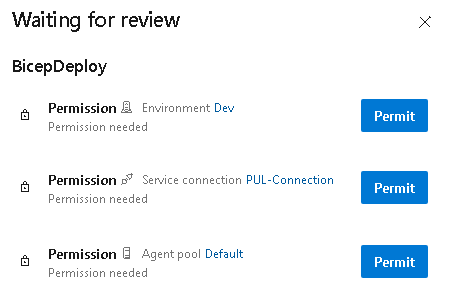 Waiting for review
BicepDeploy
Permission Environment Dev
Permission needed
Permit
Permission Service connection PUL-Connection
Permission needed
Permit
Permission Agent pool Default
Permission needed
Permit